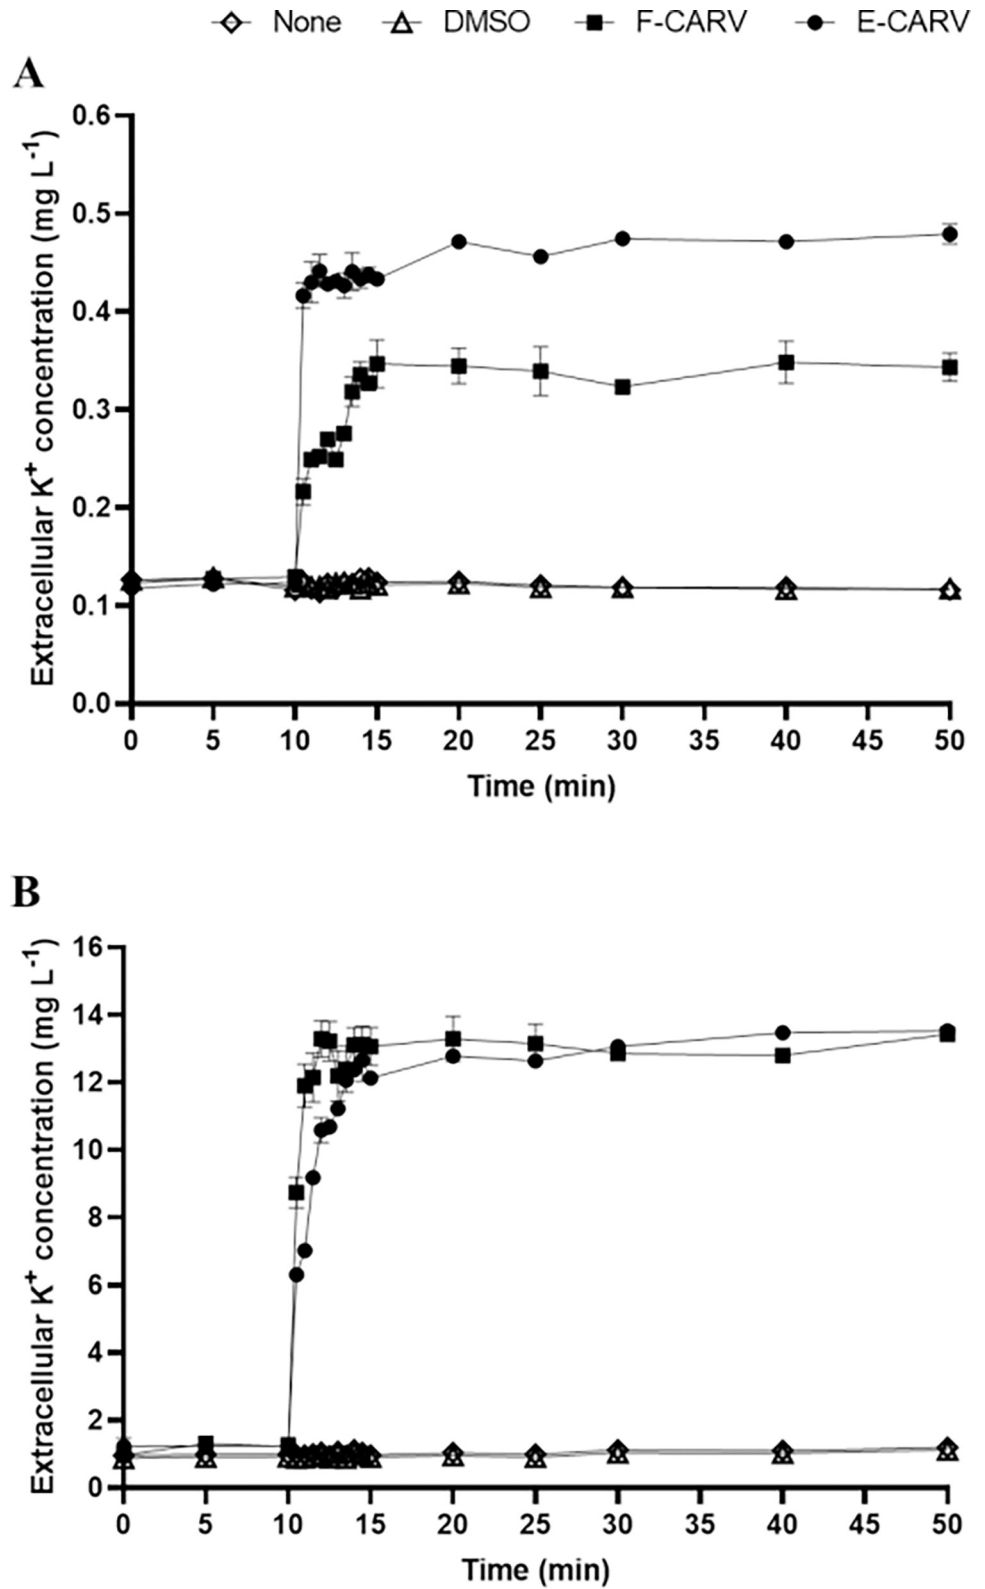 None DMSO F-CARV E-CARV
A
Extracellular K+ concentration (mg L-1)
0.6
0.5
0.4
0.3
0.2
0.1
0.0
0 5 10 15 20 25 30 35 40 45 50
Time (min)
B
Extracellular K+ concentration (mg L-1)
16
14
12
10
8
6
4
2
0
0 5 10 15 20 25 30 35 40 45 50
Time (min)